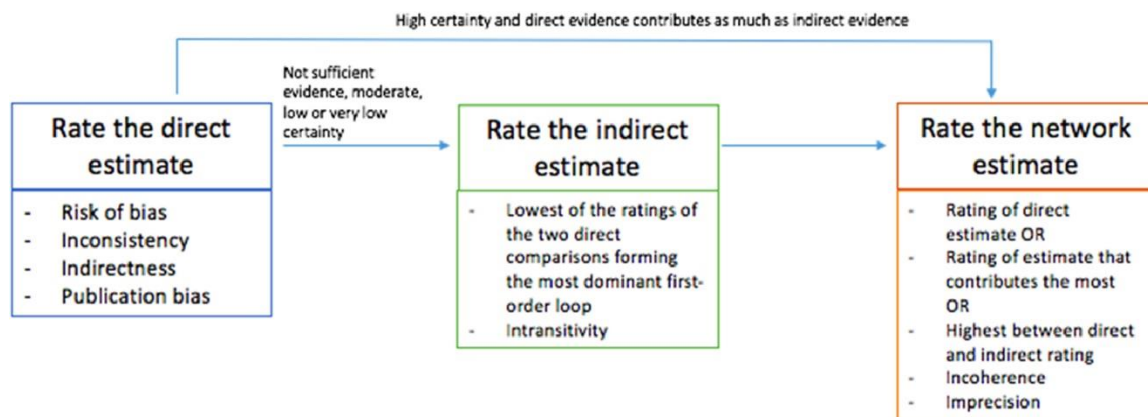 High certainty and direct evidence contributes as much as indirect evidence
Not sufficient
evidence, moderate,
low or very low
certainty
Rate the direct
estimate
- Risk of bias
- Inconsistency
- Indirectness
- Publication bias
Rate the indirect
estimate
- Lowest of the ratings of
the two direct
comparisons forming
the most dominant first-
order loop
- Intransitivity
Rate the network
estimate
- Rating of direct
estimate OR
- Rating of estimate that
contributes the most
OR
- Highest between direct
and indirect rating
- Incoherence
- Imprecision